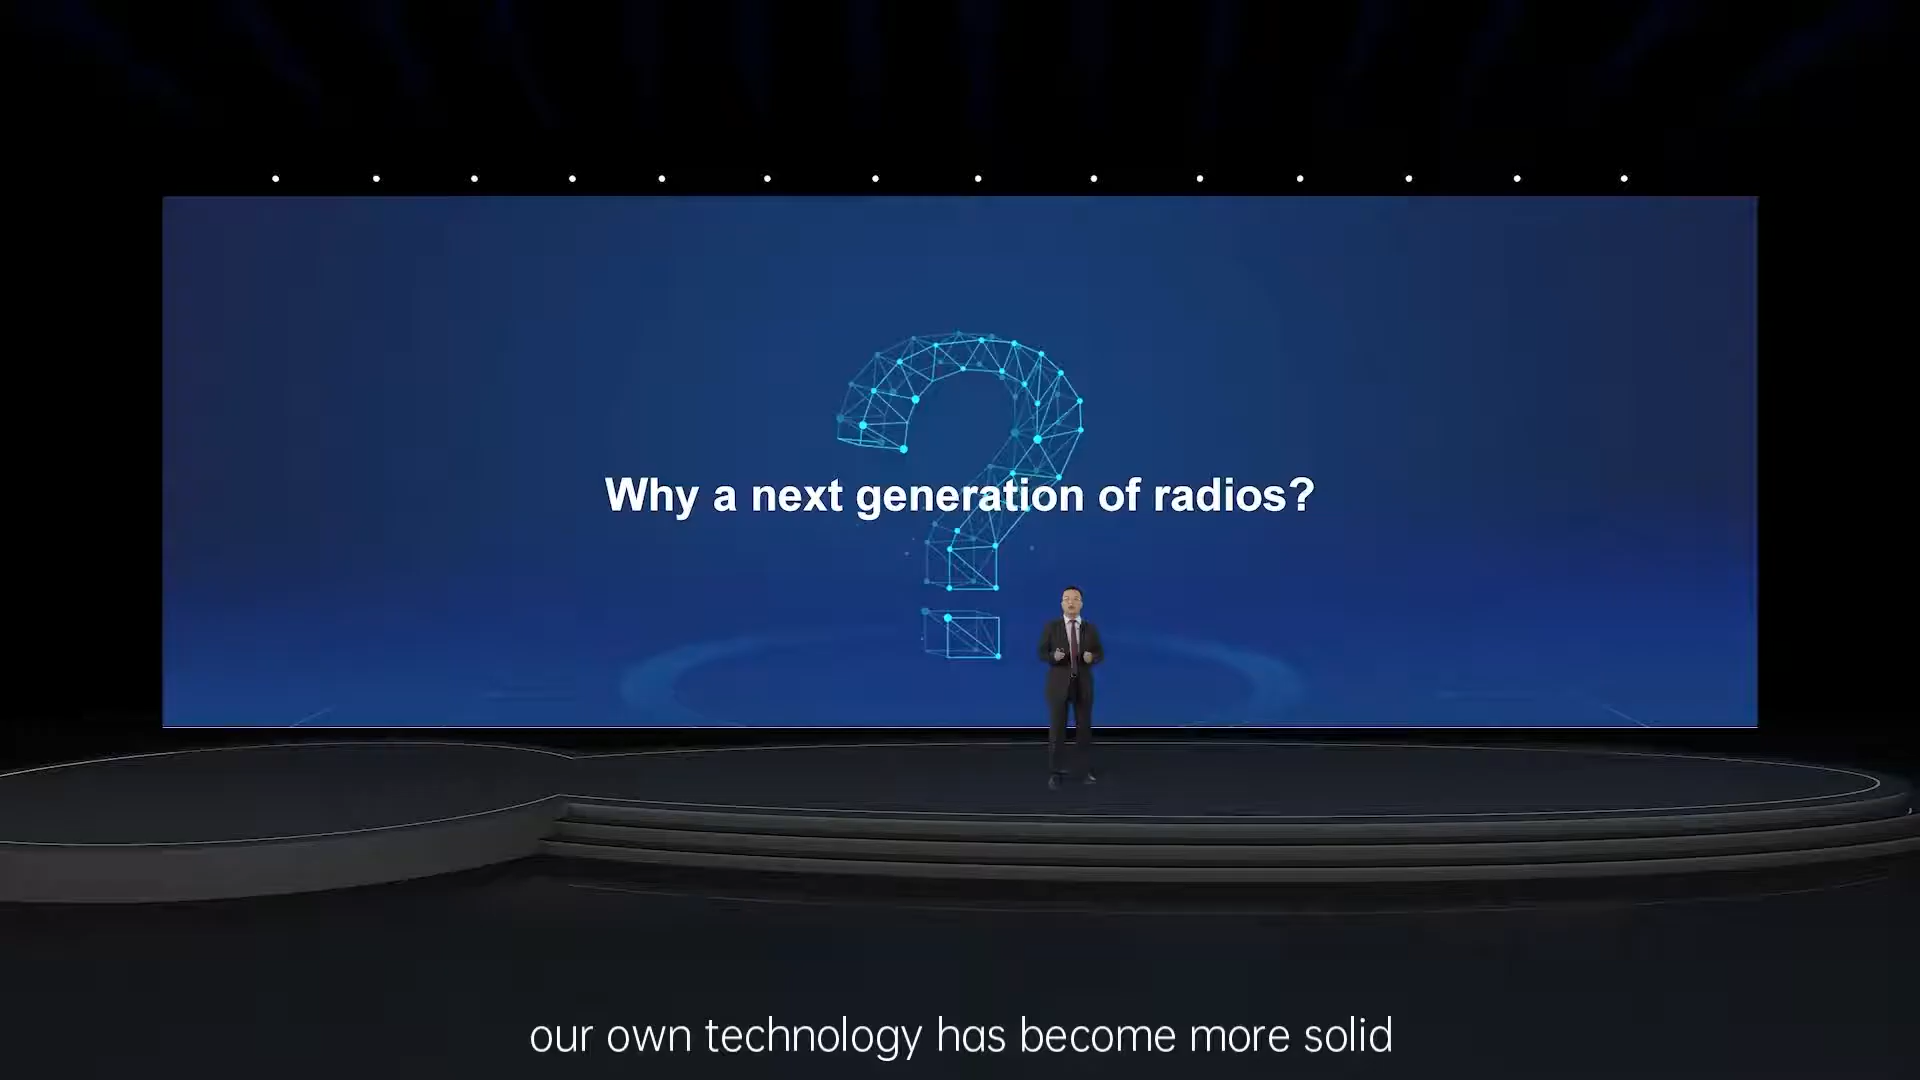 Why a next generation of radios?
our own technology has become more solid